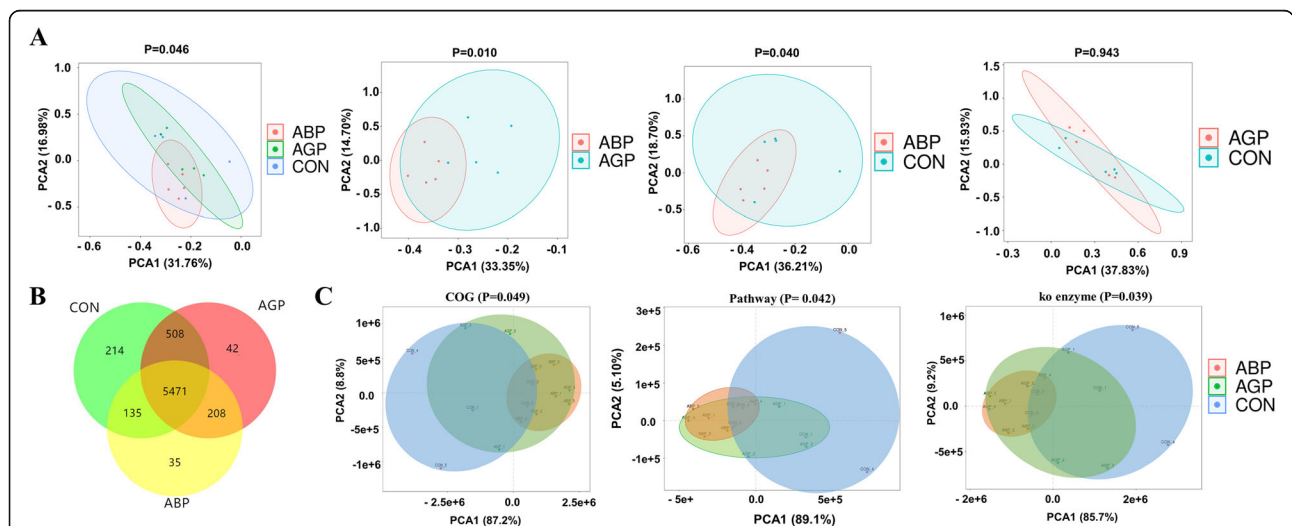 A
P=0.046
P=0.010
P=0.040
P=0.943
PCA2 (16.98%)
1.0
0.5
0.0
- 0.5
- 0.6
- 0.4
- 0.2
0.0
PCA1 (31.76%)
ABP
AGP
CON
PCA2 (14.70%)
1.0
0.5
0.0
- 0.5
- 1.0
- 0.4
- 0.3
- 0.2
- 0.1
PCA1 (33.35%)
ABP
AGP
PCA2 (18.70%)
1.0
0.5
0.0
- 0.5
- 0.8
- 0.4
0.0
PCA1 (36.21%)
ABP
CON
PCA2 (15.93%)
1.5
1.0
0.5
0.0
- 0.5
- 1.0
- 0.3
0.0
0.3
0.6
0.9
PCA1 (37.83%)
AGP
CON
B
CON
AGP
214
508
42
5471
135
208
35
ABP
C
COG (P=0.049)
PCA2 (8.8%)
1e+6
5e+5
0.0
-5e+5
-1e+6
-2.5e+6
0.0
2.5e+6
PCA1 (87.2%)
Pathway (P= 0.042)
PCA2 (5.10%)
3e+5
2e+5
1e+5
0.0
-1e+5
-2e+5
- 5e+
0.0
5e+5
PCA1 (89.1%)
ko enzyme (P=0.039)
PCA2 (9.2%)
1e+6
5e+5
0.0
- 5e+5
- 2e+6
0.0
2e+6
PCA1 (85.7%)
ABP
AGP
CON